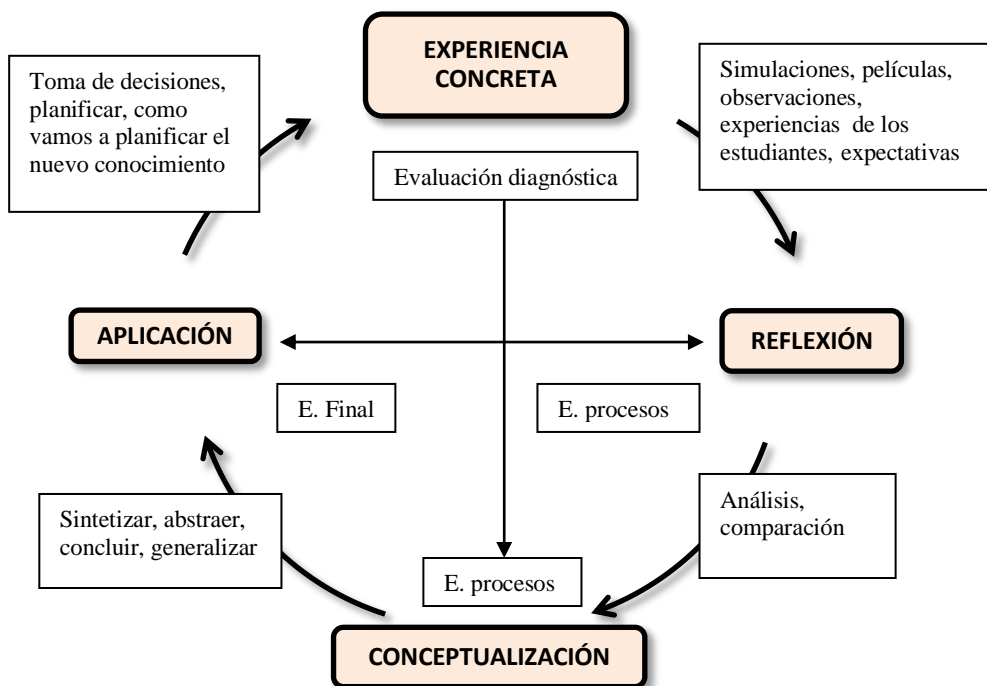 EXPERIENCIA
CONCRETA
Toma de decisiones,
planificar, como
vamos a planificar el
nuevo conocimiento
Simulaciones, películas,
observaciones,
experiencias de los
estudiantes, expectativas
Evaluación diagnóstica
APLICACIÓN
REFLEXIÓN
E. Final
E. procesos
Sintetizar, abstraer,
concluir, generalizar
Análisis,
comparación
E. procesos
CONCEPTUALIZACIÓN